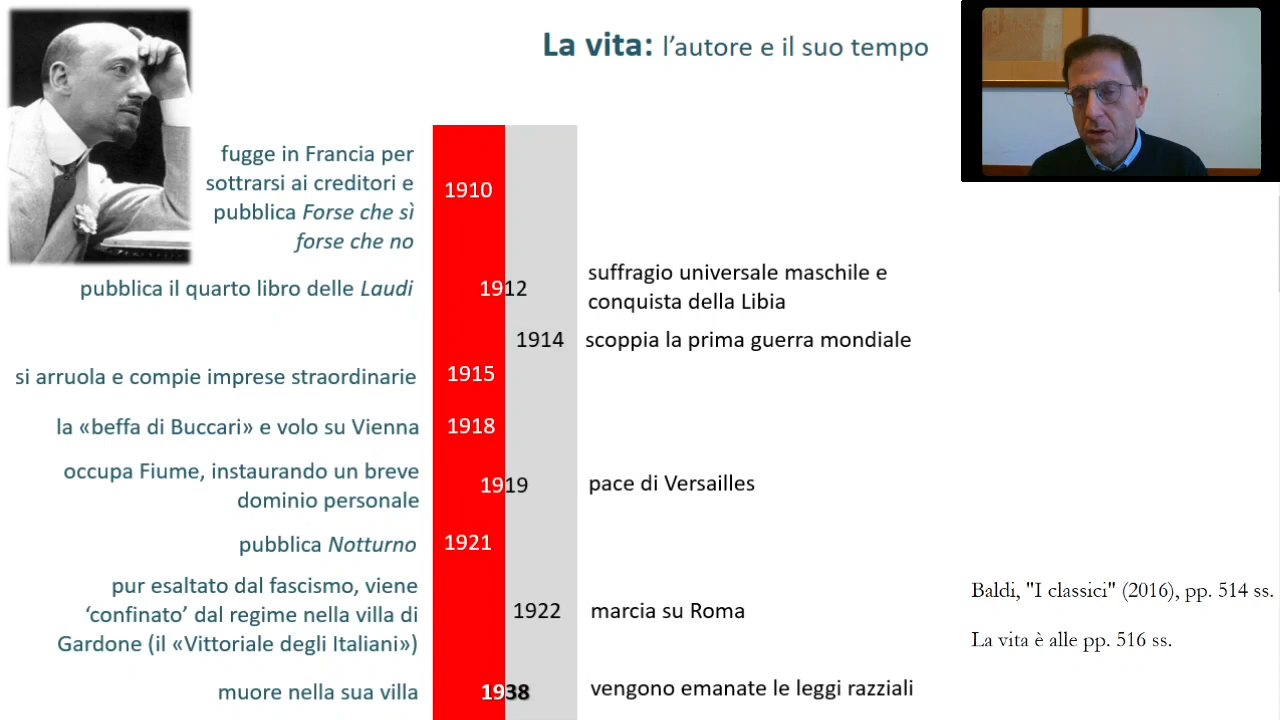 La vita: l'autore e il suo tempo
fugge in Francia per
sottrarsi ai creditori e
pubblica Forse che sì
forse che no
1910
pubblica il quarto libro delle Laudi
1912
suffragio universale maschile e
conquista della Libia
1914
scoppia la prima guerra mondiale
si arruola e compie imprese straordinarie
1915
la «beffa di Buccari» e volo su Vienna
1918
occupa Fiume, instaurando un breve
dominio personale
1919
pace di Versailles
pubblica Notturno
1921
pur esaltato dal fascismo, viene
‘confinato’ dal regime nella villa di
Gardone (il «Vittoriale degli Italiani»)
1922
marcia su Roma
muore nella sua villa
1938
vengono emanate le leggi razziali
Baldi, "I classici" (2016), pp. 514 ss.
La vita è alle pp. 516 ss.